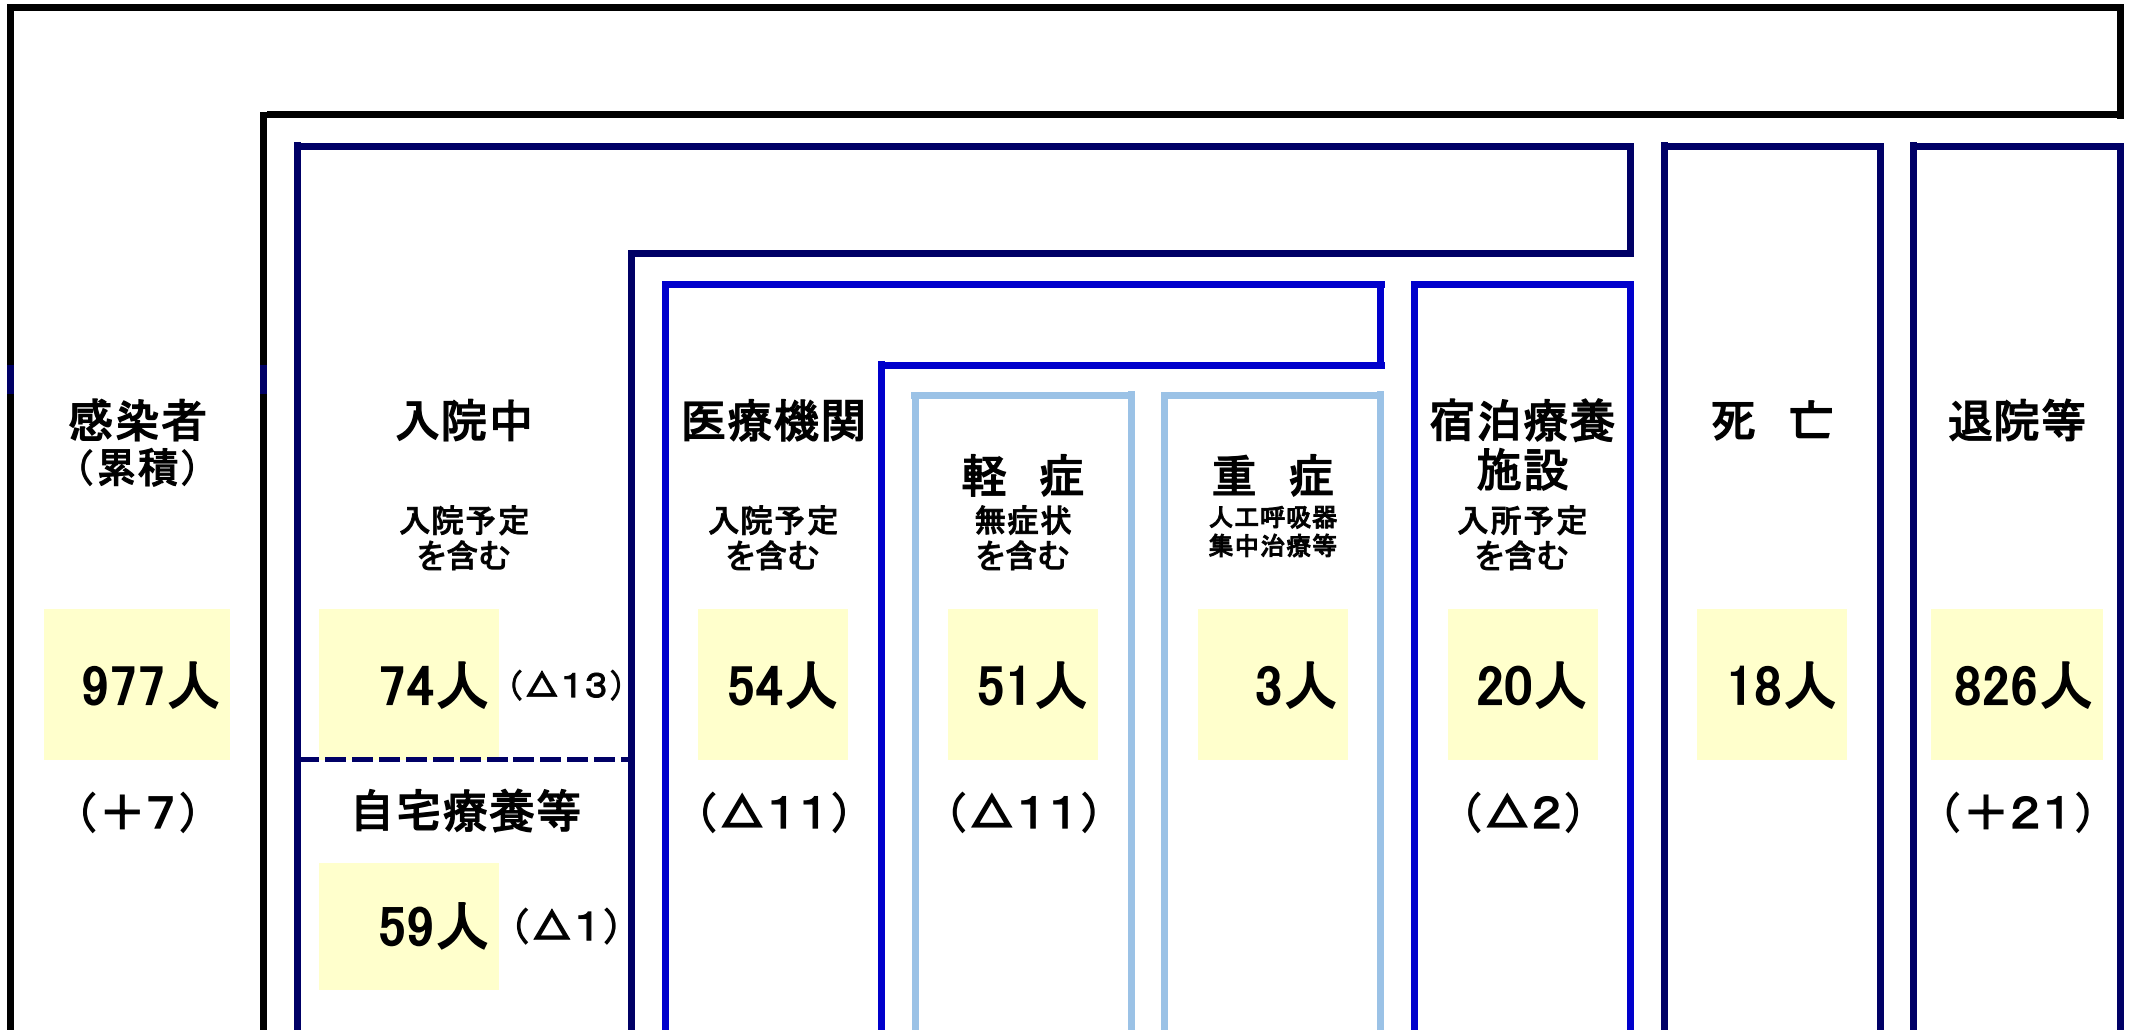 感染者
（累積）
977人
（＋7）
入院中
入院予定
を含む
74人（△13）
自宅療養等
59人（△1）
医療機関
入院予定
を含む
54人
（△11）
軽　症
無症状
を含む
51人
（△11）
重　症
人工呼吸器
集中治療等
3人
宿泊療養
施設
入所予定
を含む
20人
（△2）
死　亡
18人
退院等
826人
（＋21）